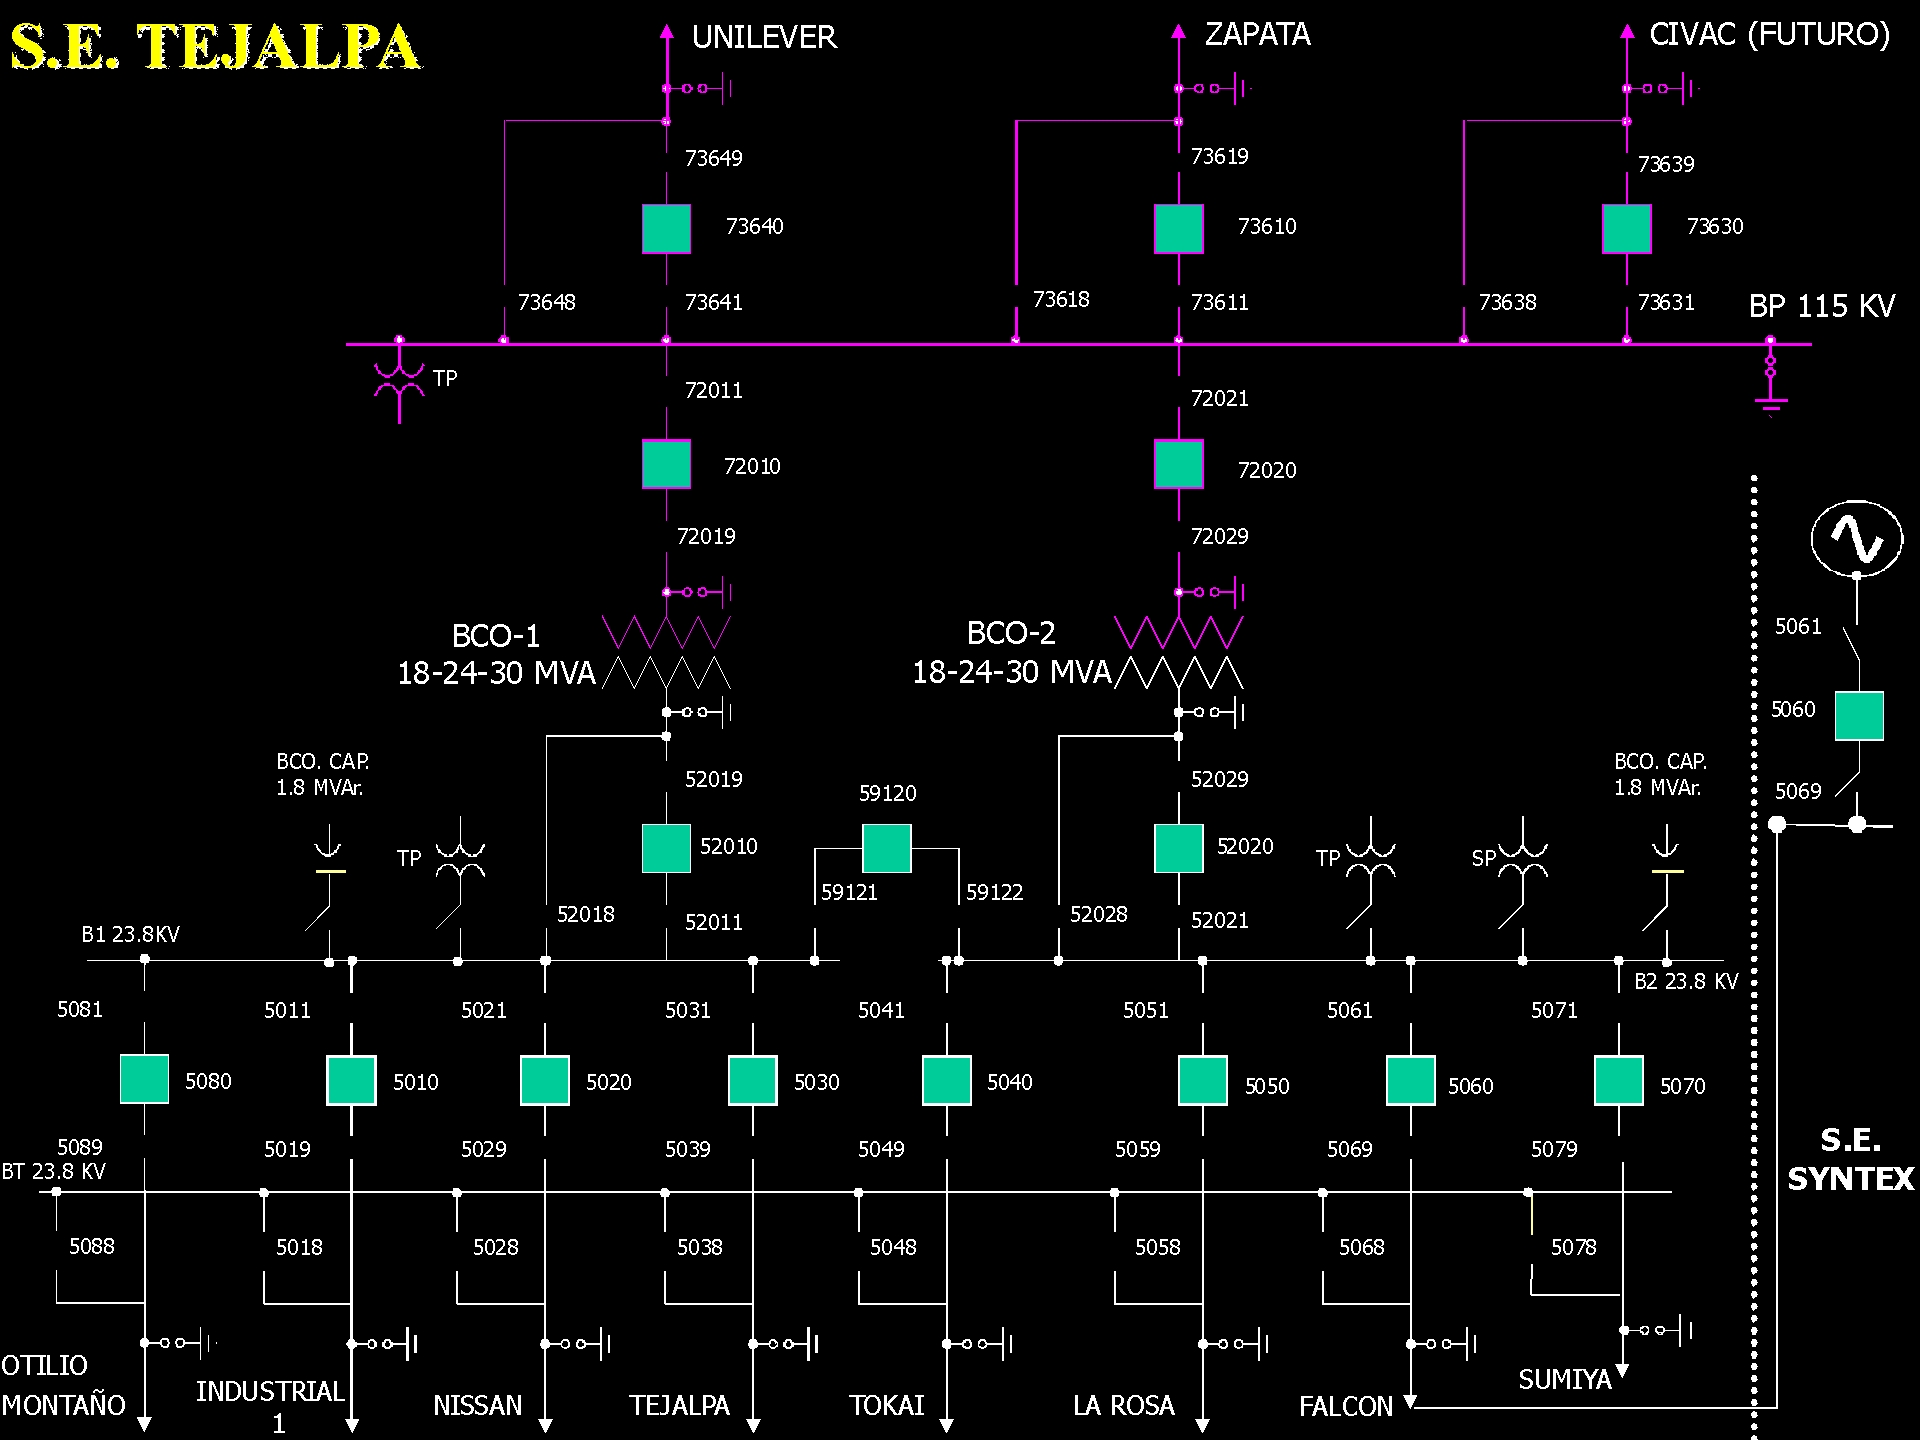 S.E. TEJALPA
UNILEVER
ZAPATA
CIVAC (FUTURO)
73649
73619
73639
73640
73610
73630
73648
73641
73618
73611
73638
73631
BP 115 KV
TP
72011
72021
72010
72020
72019
72029
BCO-1
18-24-30 MVA
BCO-2
18-24-30 MVA
5061
5060
5069
BCO. CAP.
1.8 MVAr.
52019
59120
52029
BCO. CAP.
1.8 MVAr.
TP
52010
52020
TP
SP
59121
59122
52018
52011
52028
52021
B1 23.8KV
B2 23.8 KV
5081
5011
5021
5031
5041
5051
5061
5071
5080
5010
5020
5030
5040
5050
5060
5070
5089
5019
5029
5039
5049
5059
5069
5079
BT 23.8 KV
S.E.
SYNTEX
5088
5018
5028
5038
5048
5058
5068
5078
OTILIO
MONTAÑO
INDUSTRIAL
1
NISSAN
TEJALPA
TOKAI
LA ROSA
FALCON
SUMIYA